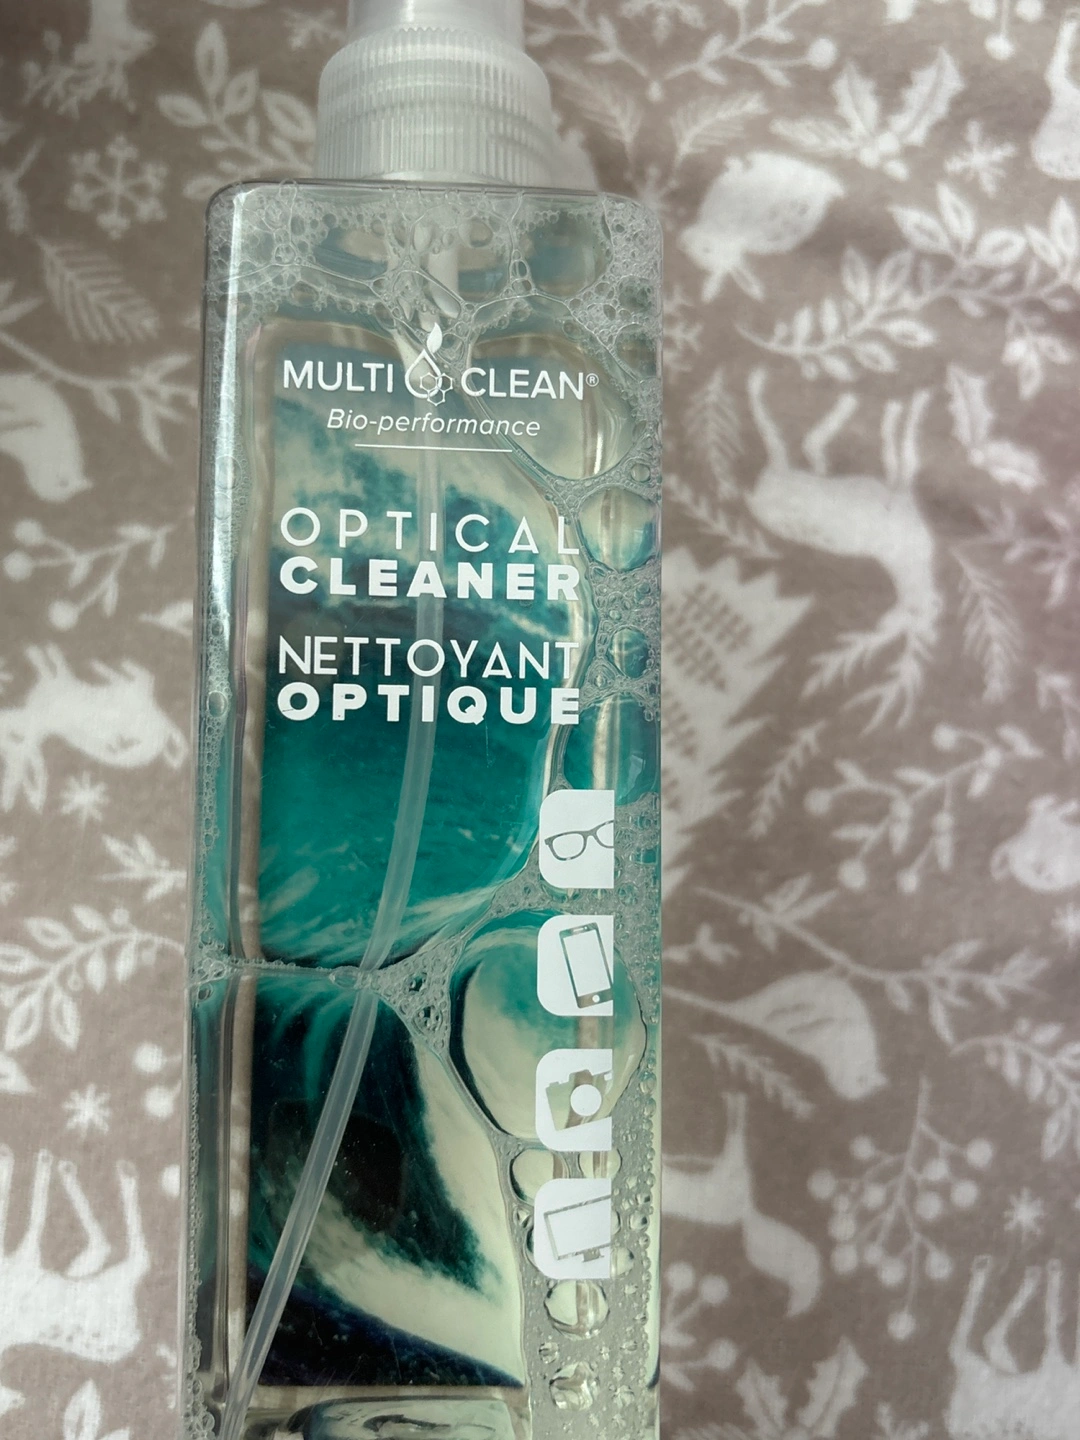 MULTI CLEAN®
Bio-performance
OPTICAL
CLEANER
NETTOYANT
OPTIQUE